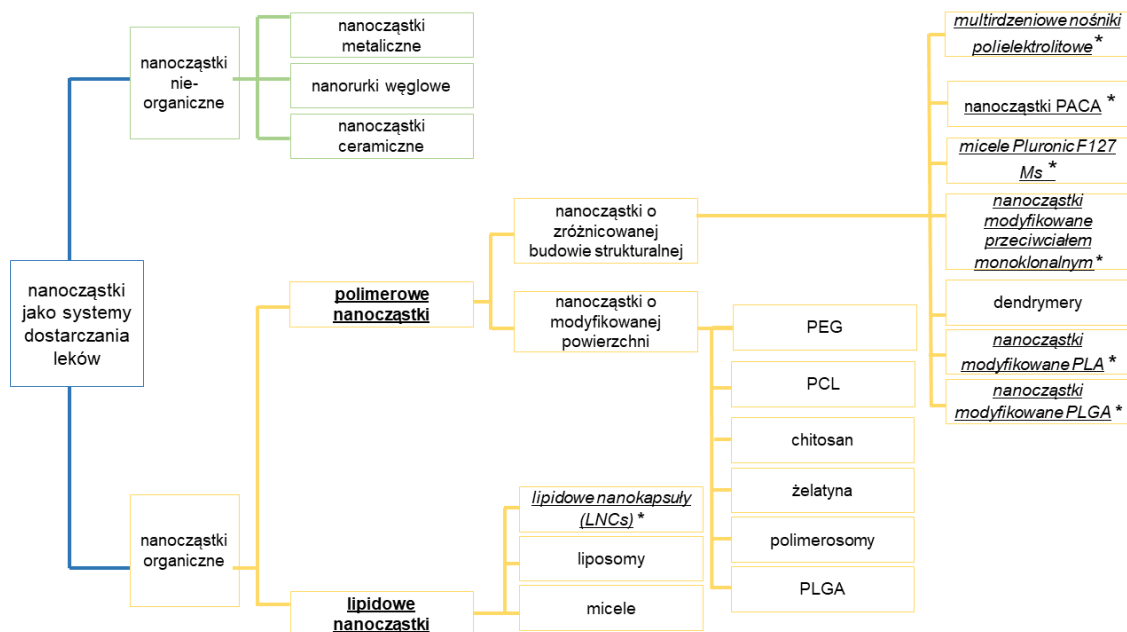 nanocząstki
jako systemy
dostarczania
leków
nanocząstki
nie-
organiczne
nanocząstki
metaliczne
nanorurki węglowe
nanocząstki
ceramiczne
nanocząstki
organiczne
polimerowe
nanocząstki
nanocząstki o
zróżnicowanej
budowie strukturalnej
multirdzeniowe nośniki
polielektrolitowe *
nanocząstki PACA *
micele Pluronic F127
Ms *
nanocząstki
modyfikowane
przeciwciałem
monoklonalnym *
dendrymery
nanocząstki
modyfikowane PLA *
nanocząstki
modyfikowane PLGA *
nanocząstki o
modyfikowanej
powierzchni
PEG
PCL
chitosan
żelatyna
polimerosomy
PLGA
lipidowe
nanocząstki
lipidowe nanokapsuły
(LNCs) *
liposomy
micele